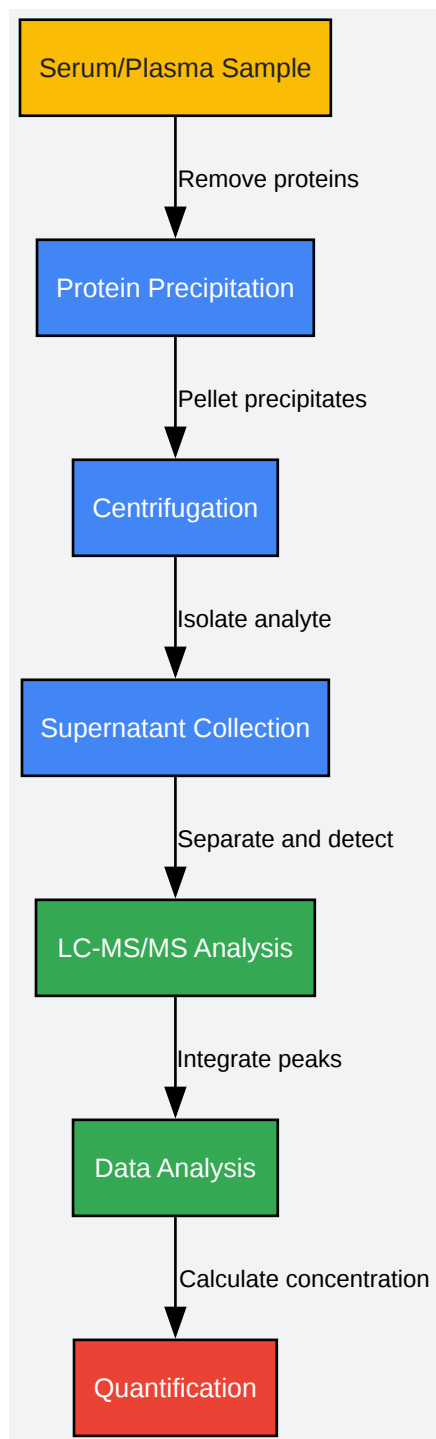 Serum/Plasma Sample
Remove proteins
Protein Precipitation
Pellet precipitates
Centrifugation
Isolate analyte
Supernatant Collection
Separate and detect
LC-MS/MS Analysis
Integrate peaks
Data Analysis
Calculate concentration
Quantification